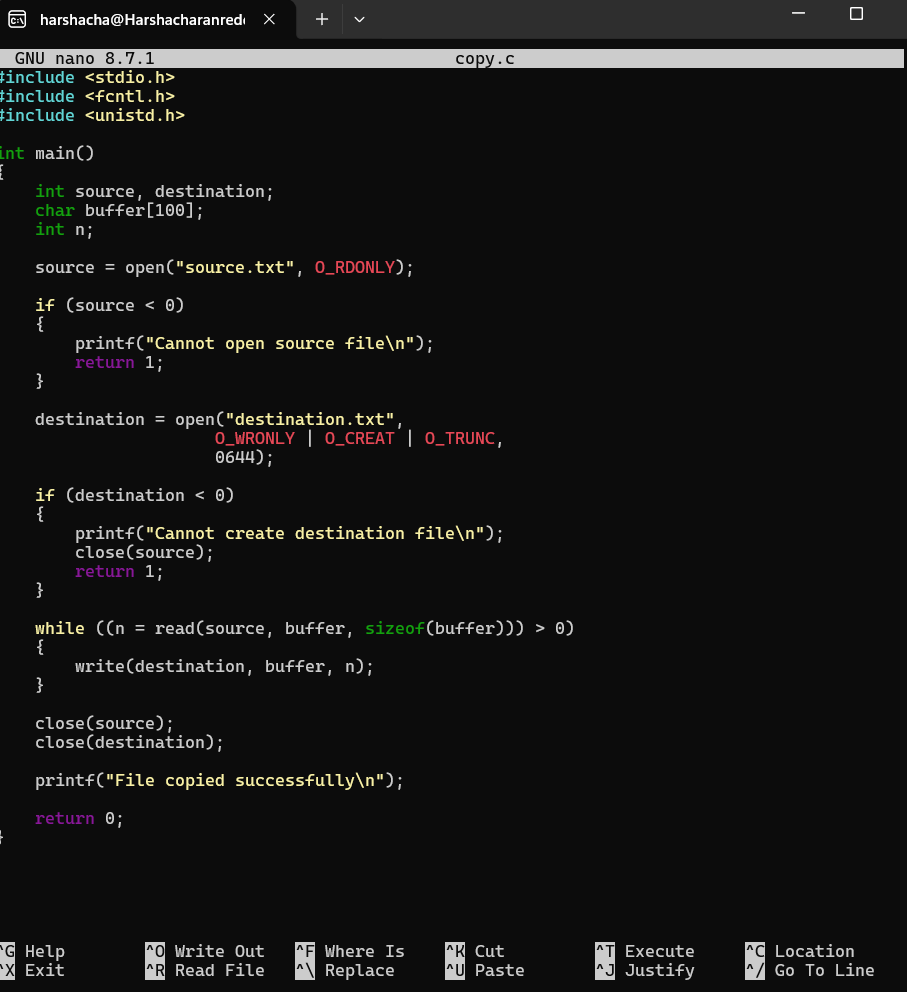 harshacha@Harshacharanredd
GNU nano 8.7.1 copy.c
#include <stdio.h>
#include <fcntl.h>
#include <unistd.h>

int main()
{
    int source, destination;
    char buffer[100];
    int n;

    source = open("source.txt", O_RDONLY);

    if (source < 0)
    {
        printf("Cannot open source file\n");
        return 1;
    }

    destination = open("destination.txt",
                      O_WRONLY | O_CREAT | O_TRUNC,
                      0644);

    if (destination < 0)
    {
        printf("Cannot create destination file\n");
        close(source);
        return 1;
    }

    while ((n = read(source, buffer, sizeof(buffer))) > 0)
    {
        write(destination, buffer, n);
    }

    close(source);
    close(destination);

    printf("File copied successfully\n");

    return 0;
}
^G Help ^O Write Out ^F Where Is ^K Cut ^T Execute ^C Location
^X Exit ^R Read File ^\ Replace ^U Paste ^J Justify ^/ Go To Line